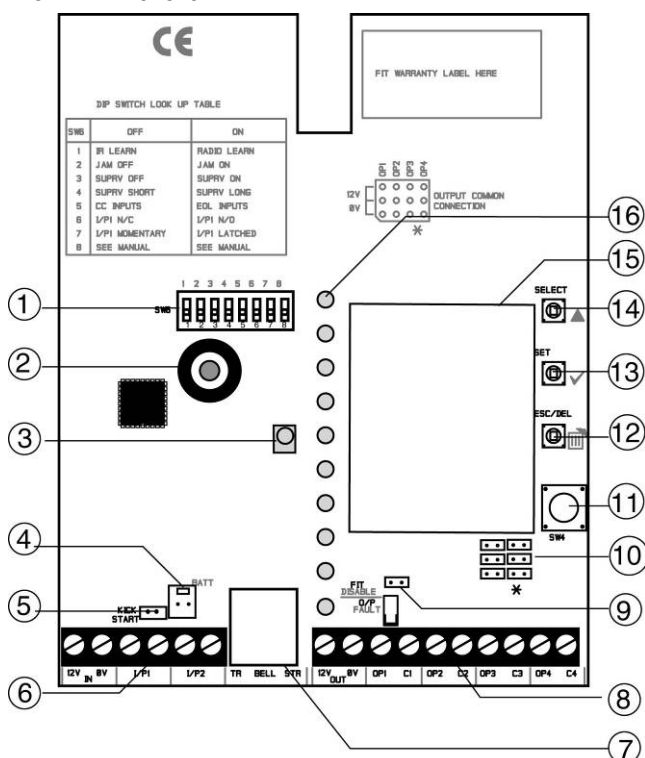 CE
FIT WARRANTY LABEL HERE
DIP SWITCH LOOK UP TABLE
SW6 OFF ON
1 IR LEARN RADIO LEARN
2 JAM OFF JAM ON
3 SUPRV OFF SUPRV ON
4 SUPRV SHORT SUPRV LONG
5 CC INPUTS EOL INPUTS
6 I/P1 N/C I/P1 N/O
7 I/P1 MOMENTARY I/P1 LATCHED
8 SEE MANUAL SEE MANUAL
OP1 OP2 OP3 OP4
12V
0V
OUTPUT COMMON
CONNECTION
*
16
15
1 2 3 4 5 6 7 8
SELECT
1
SW6
1 2 3 4 5 6 7 8
14
2
SET
13
3
ESC/DEL
12
11
SW4
4
BATT
10
*
5
KICK
START
FIT
DISABLE
O/P
FAULT
9
6
12V 0V I/P1 I/P2 TR BELL STR 12V 0V OP1 C1 OP2 C2 OP3 C3 OP4 C4
IN OUT
8
7